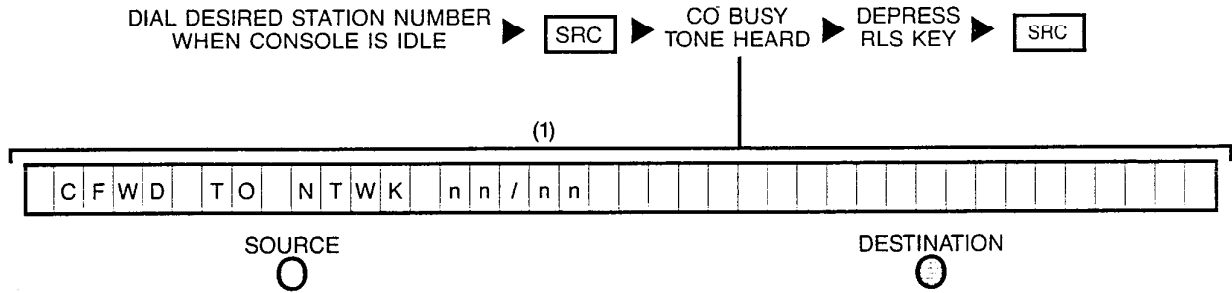 DIAL DESIRED STATION NUMBER
WHEN CONSOLE IS IDLE
SRC
CO BUSY
TONE HEARD
DEPRESS
RLS KEY
SRC
(1)
CFWD TO NTWK nn/nn
SOURCE
DESTINATION